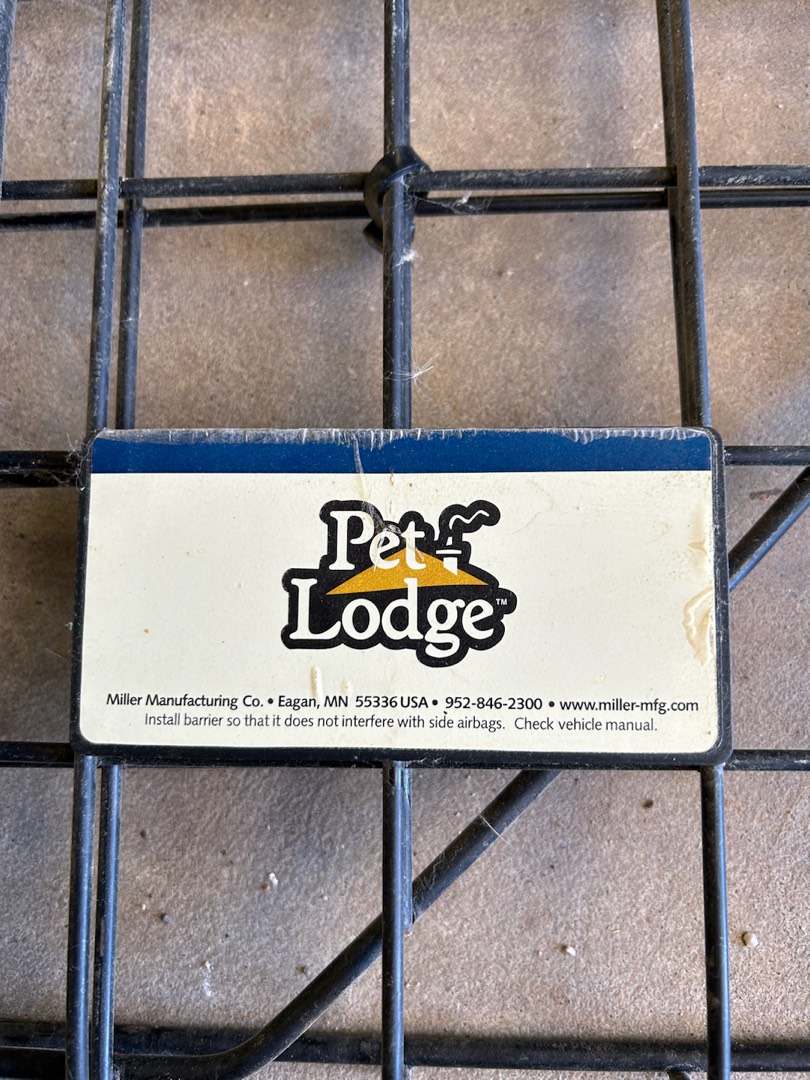 Pet
Lodge™
Miller Manufacturing Co. • Eagan, MN 55336 USA • 952-846-2300 • www.miller-mfg.com
Install barrier so that it does not interfere with side airbags. Check vehicle manual.